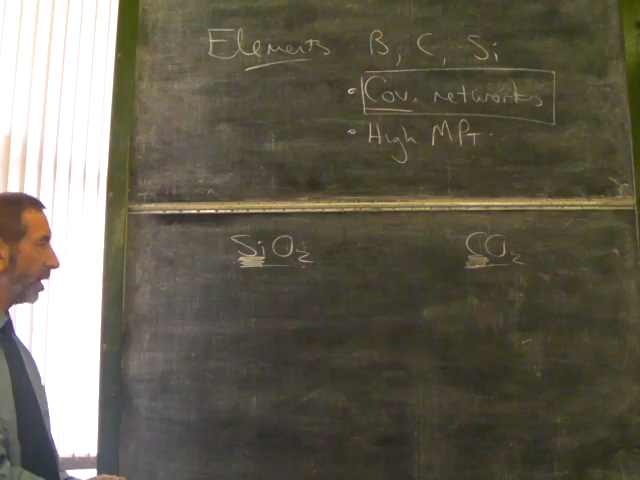 Elements B, C, Si
• Cov. networks
• High MPT.
SiO₂ CO₂